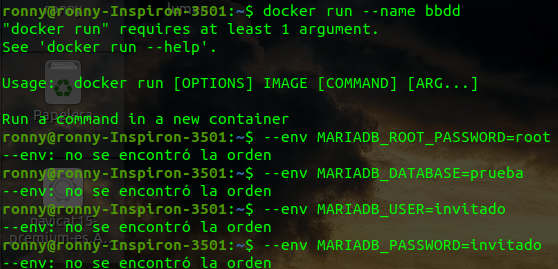 ronny@ronny-Inspiron-3501:~$ docker run --name bbdd
"docker run" requires at least 1 argument.
See 'docker run --help'.
Usage:  docker run [OPTIONS] IMAGE [COMMAND] [ARG...]
Papelera
Run a command in a new container
ronny@ronny-Inspiron-3501:~$ --env MARIADB_ROOT_PASSWORD=root
--env: no se encontró la orden
ronny@ronny-Inspiron-3501:~$ --env MARIADB_DATABASE=prueba
--env: no se encontró la orden
ronny@ronny-Inspiron-3501:~$ --env MARIADB_USER=invitado
--env: no se encontró la orden
navicat15-
premium-es.A...
ronny@ronny-Inspiron-3501:~$ --env MARIADB_PASSWORD=invitado
--env: no se encontró la orden